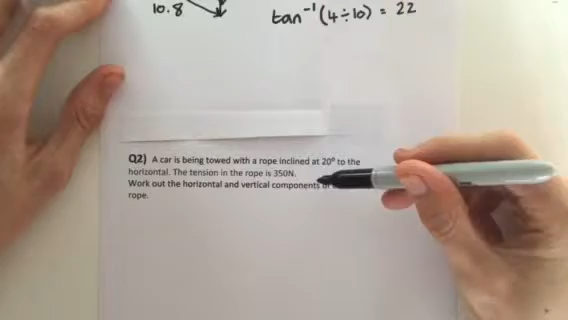 10.8
tan⁻¹(4÷10) = 22
Q2) A car is being towed with a rope inclined at 20° to the
horizontal. The tension in the rope is 350N.
Work out the horizontal and vertical components
rope.